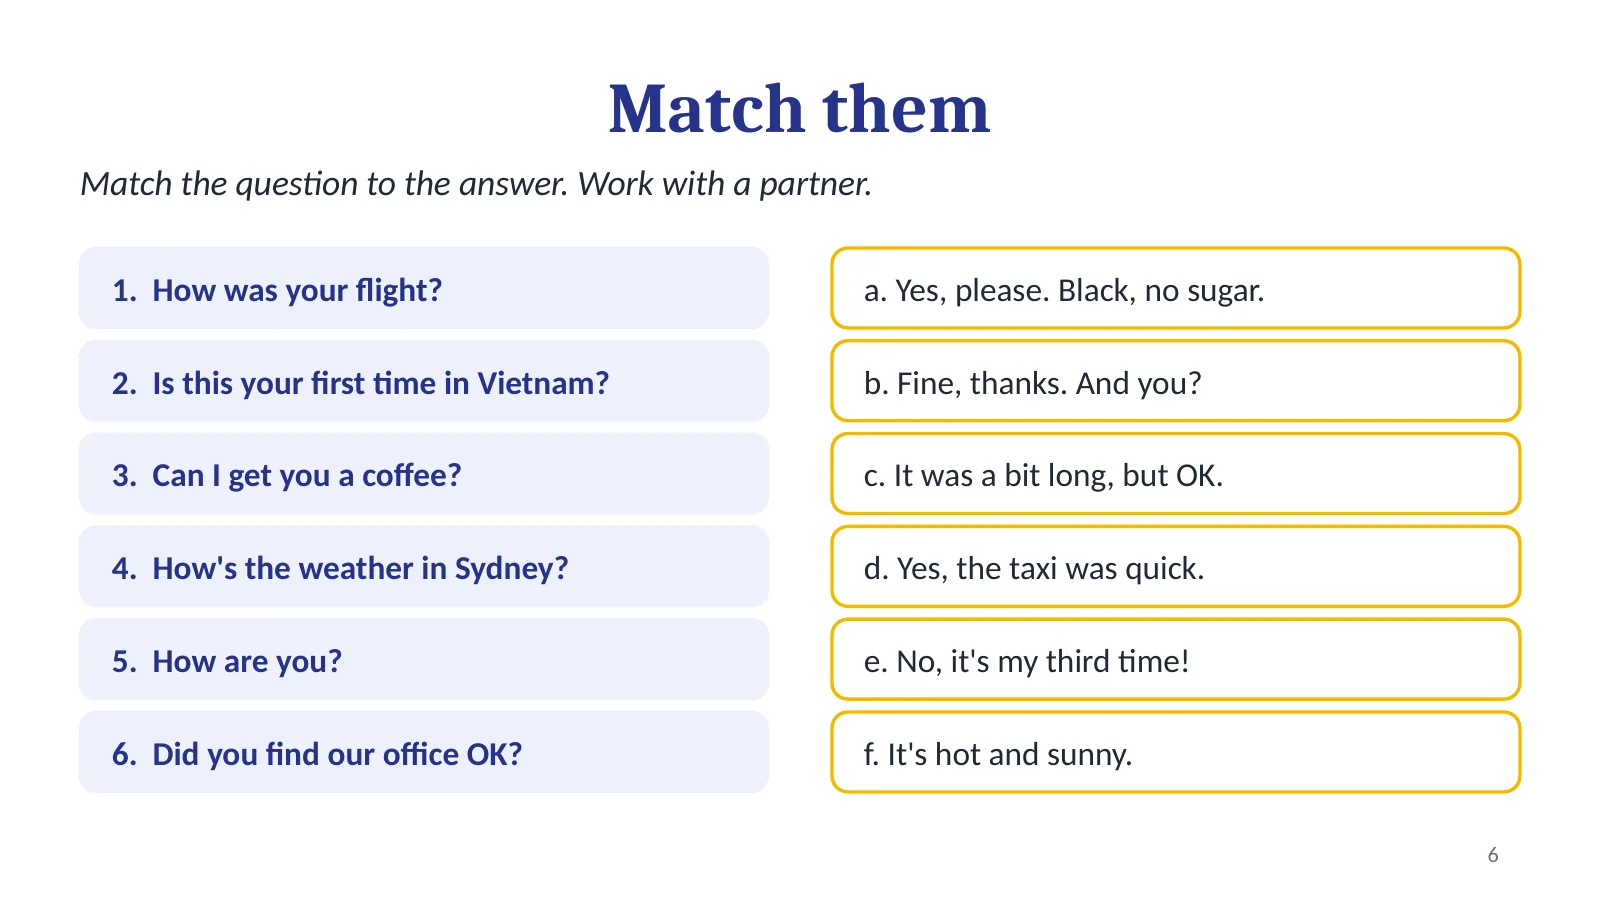 Match them
Match the question to the answer. Work with a partner.
1. How was your flight?
a. Yes, please. Black, no sugar.
2. Is this your first time in Vietnam?
b. Fine, thanks. And you?
3. Can I get you a coffee?
c. It was a bit long, but OK.
4. How's the weather in Sydney?
d. Yes, the taxi was quick.
5. How are you?
e. No, it's my third time!
6. Did you find our office OK?
f. It's hot and sunny.
6